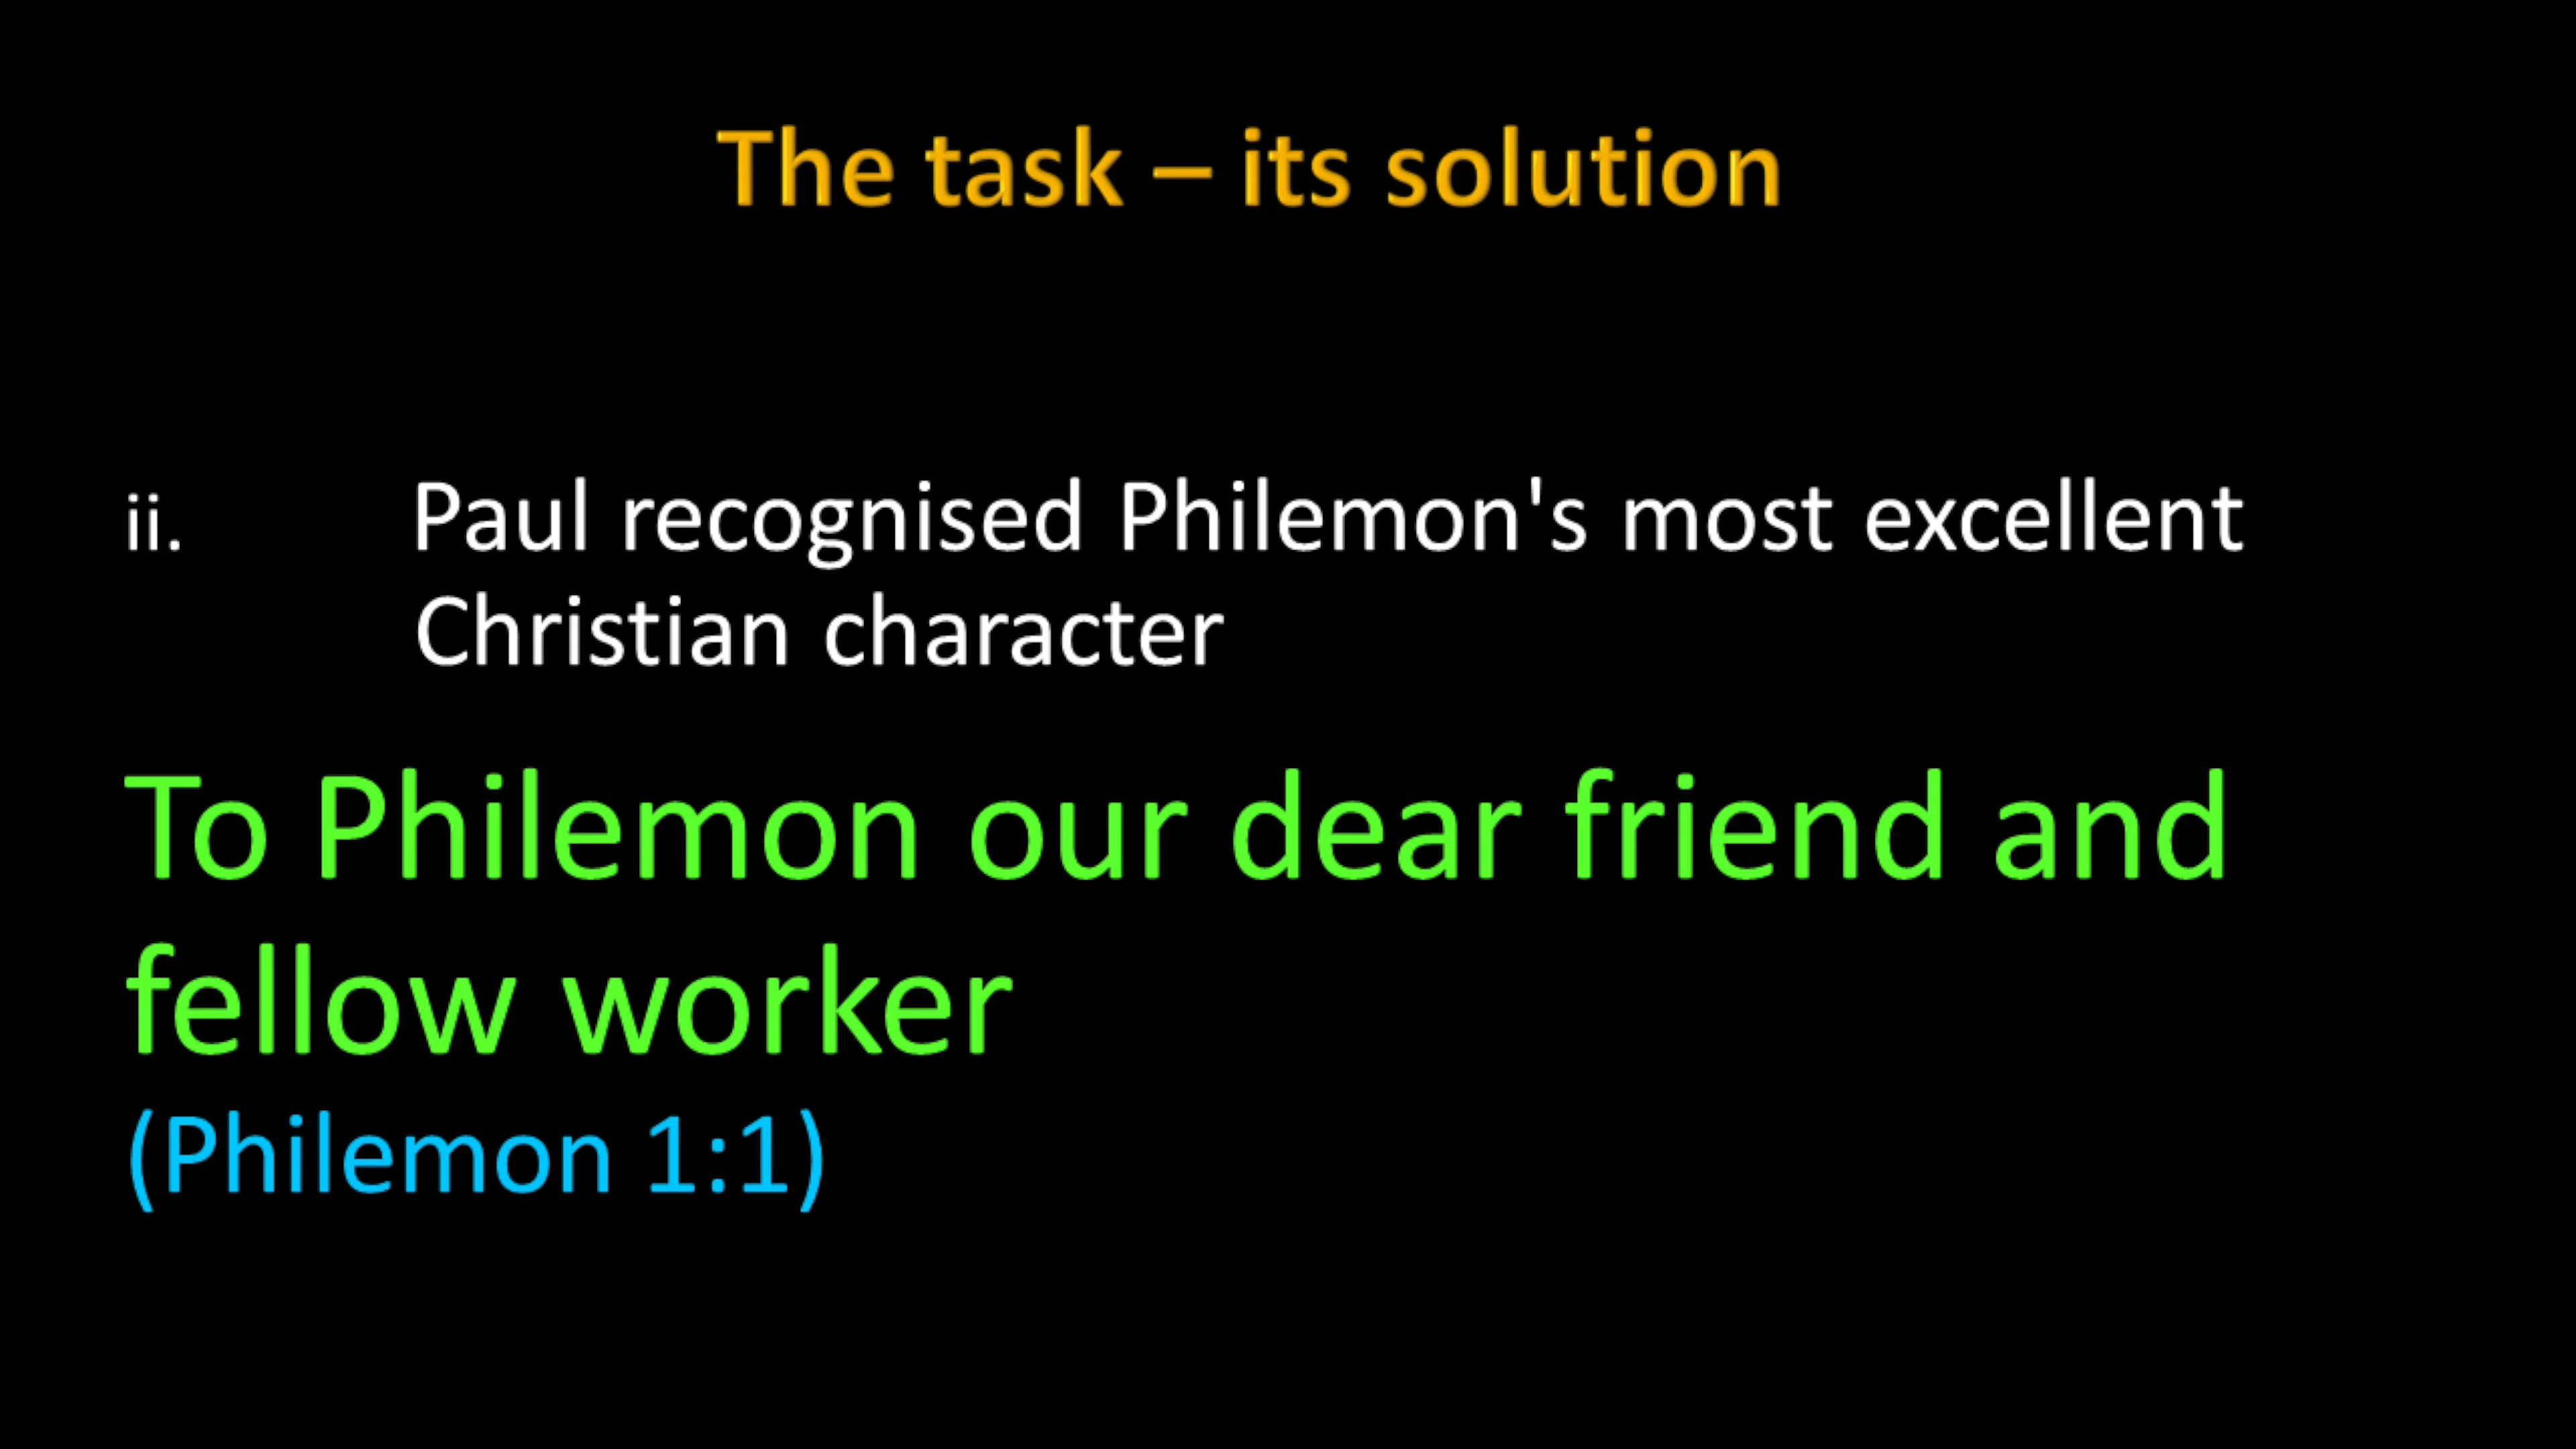 The task – its solution
ii. Paul recognised Philemon's most excellent
Christian character
To Philemon our dear friend and
fellow worker
(Philemon 1:1)